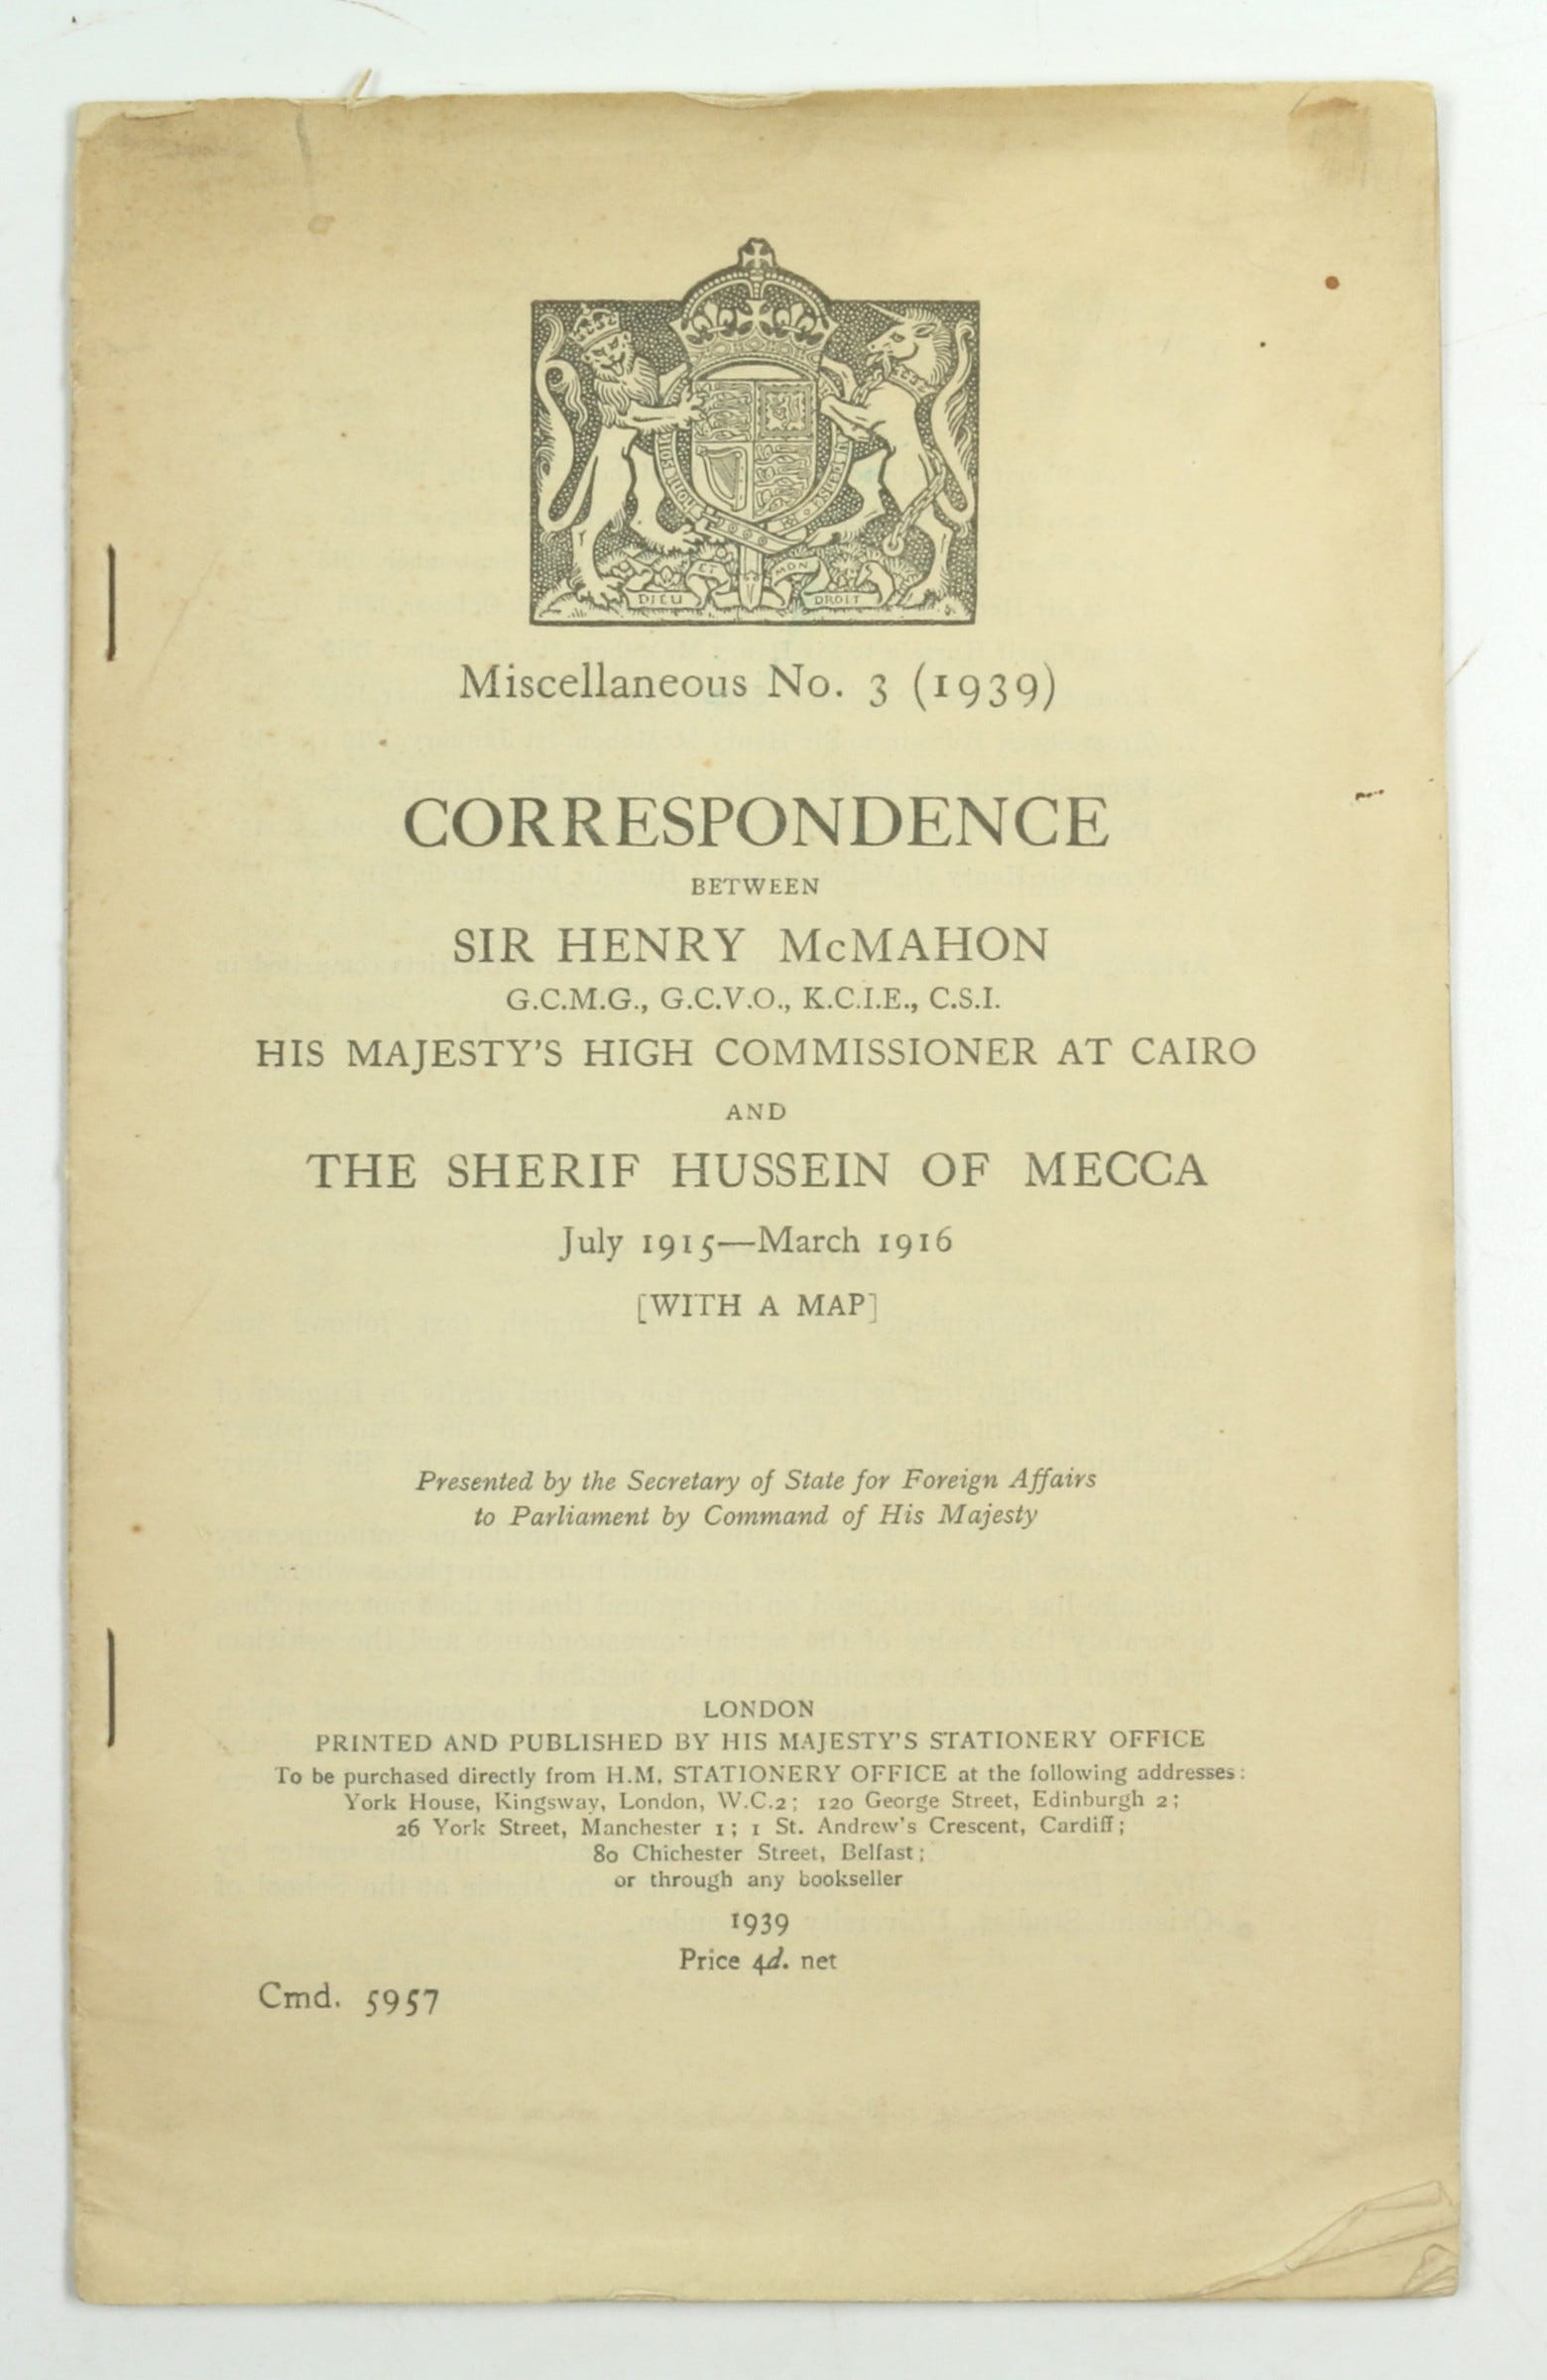 DIEU ET MON DROIT
Miscellaneous No. 3 (1939)
CORRESPONDENCE
BETWEEN
SIR HENRY McMAHON
G.C.M.G., G.C.V.O., K.C.I.E., C.S.I.
HIS MAJESTY'S HIGH COMMISSIONER AT CAIRO
AND
THE SHERIF HUSSEIN OF MECCA
July 1915—March 1916
[WITH A MAP]
Presented by the Secretary of State for Foreign Affairs
to Parliament by Command of His Majesty
LONDON
PRINTED AND PUBLISHED BY HIS MAJESTY'S STATIONERY OFFICE
To be purchased directly from H.M. STATIONERY OFFICE at the following addresses:
York House, Kingsway, London, W.C.2; 120 George Street, Edinburgh 2;
26 York Street, Manchester 1; 1 St. Andrew's Crescent, Cardiff;
80 Chichester Street, Belfast;
or through any bookseller
1939
Price 4d. net
Cmd. 5957